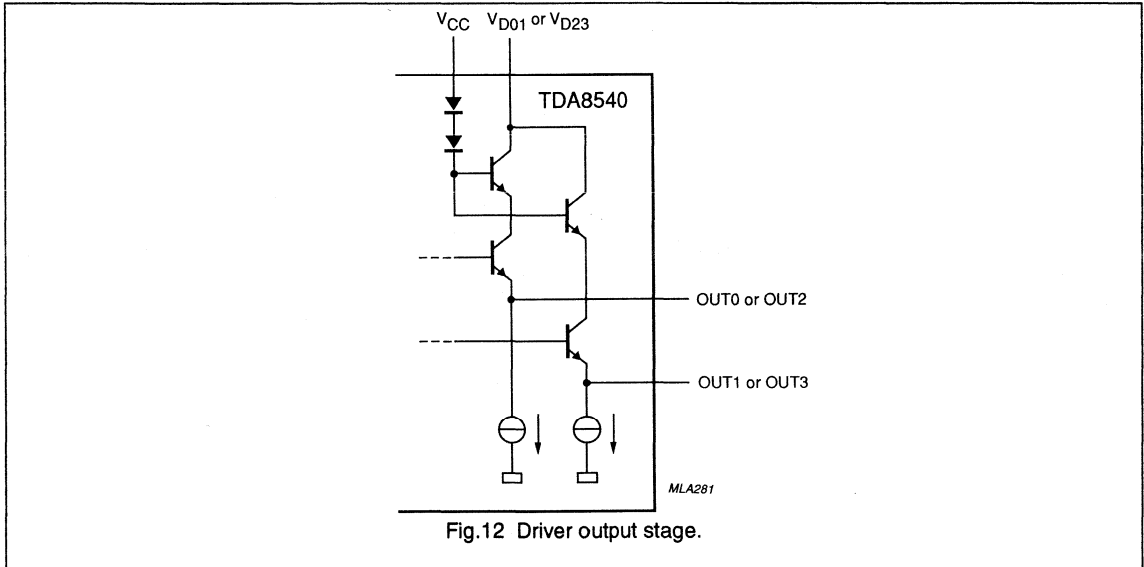 VCC VD01 or VD23
TDA8540
OUT0 or OUT2
OUT1 or OUT3
MLA281
Fig.12 Driver output stage.